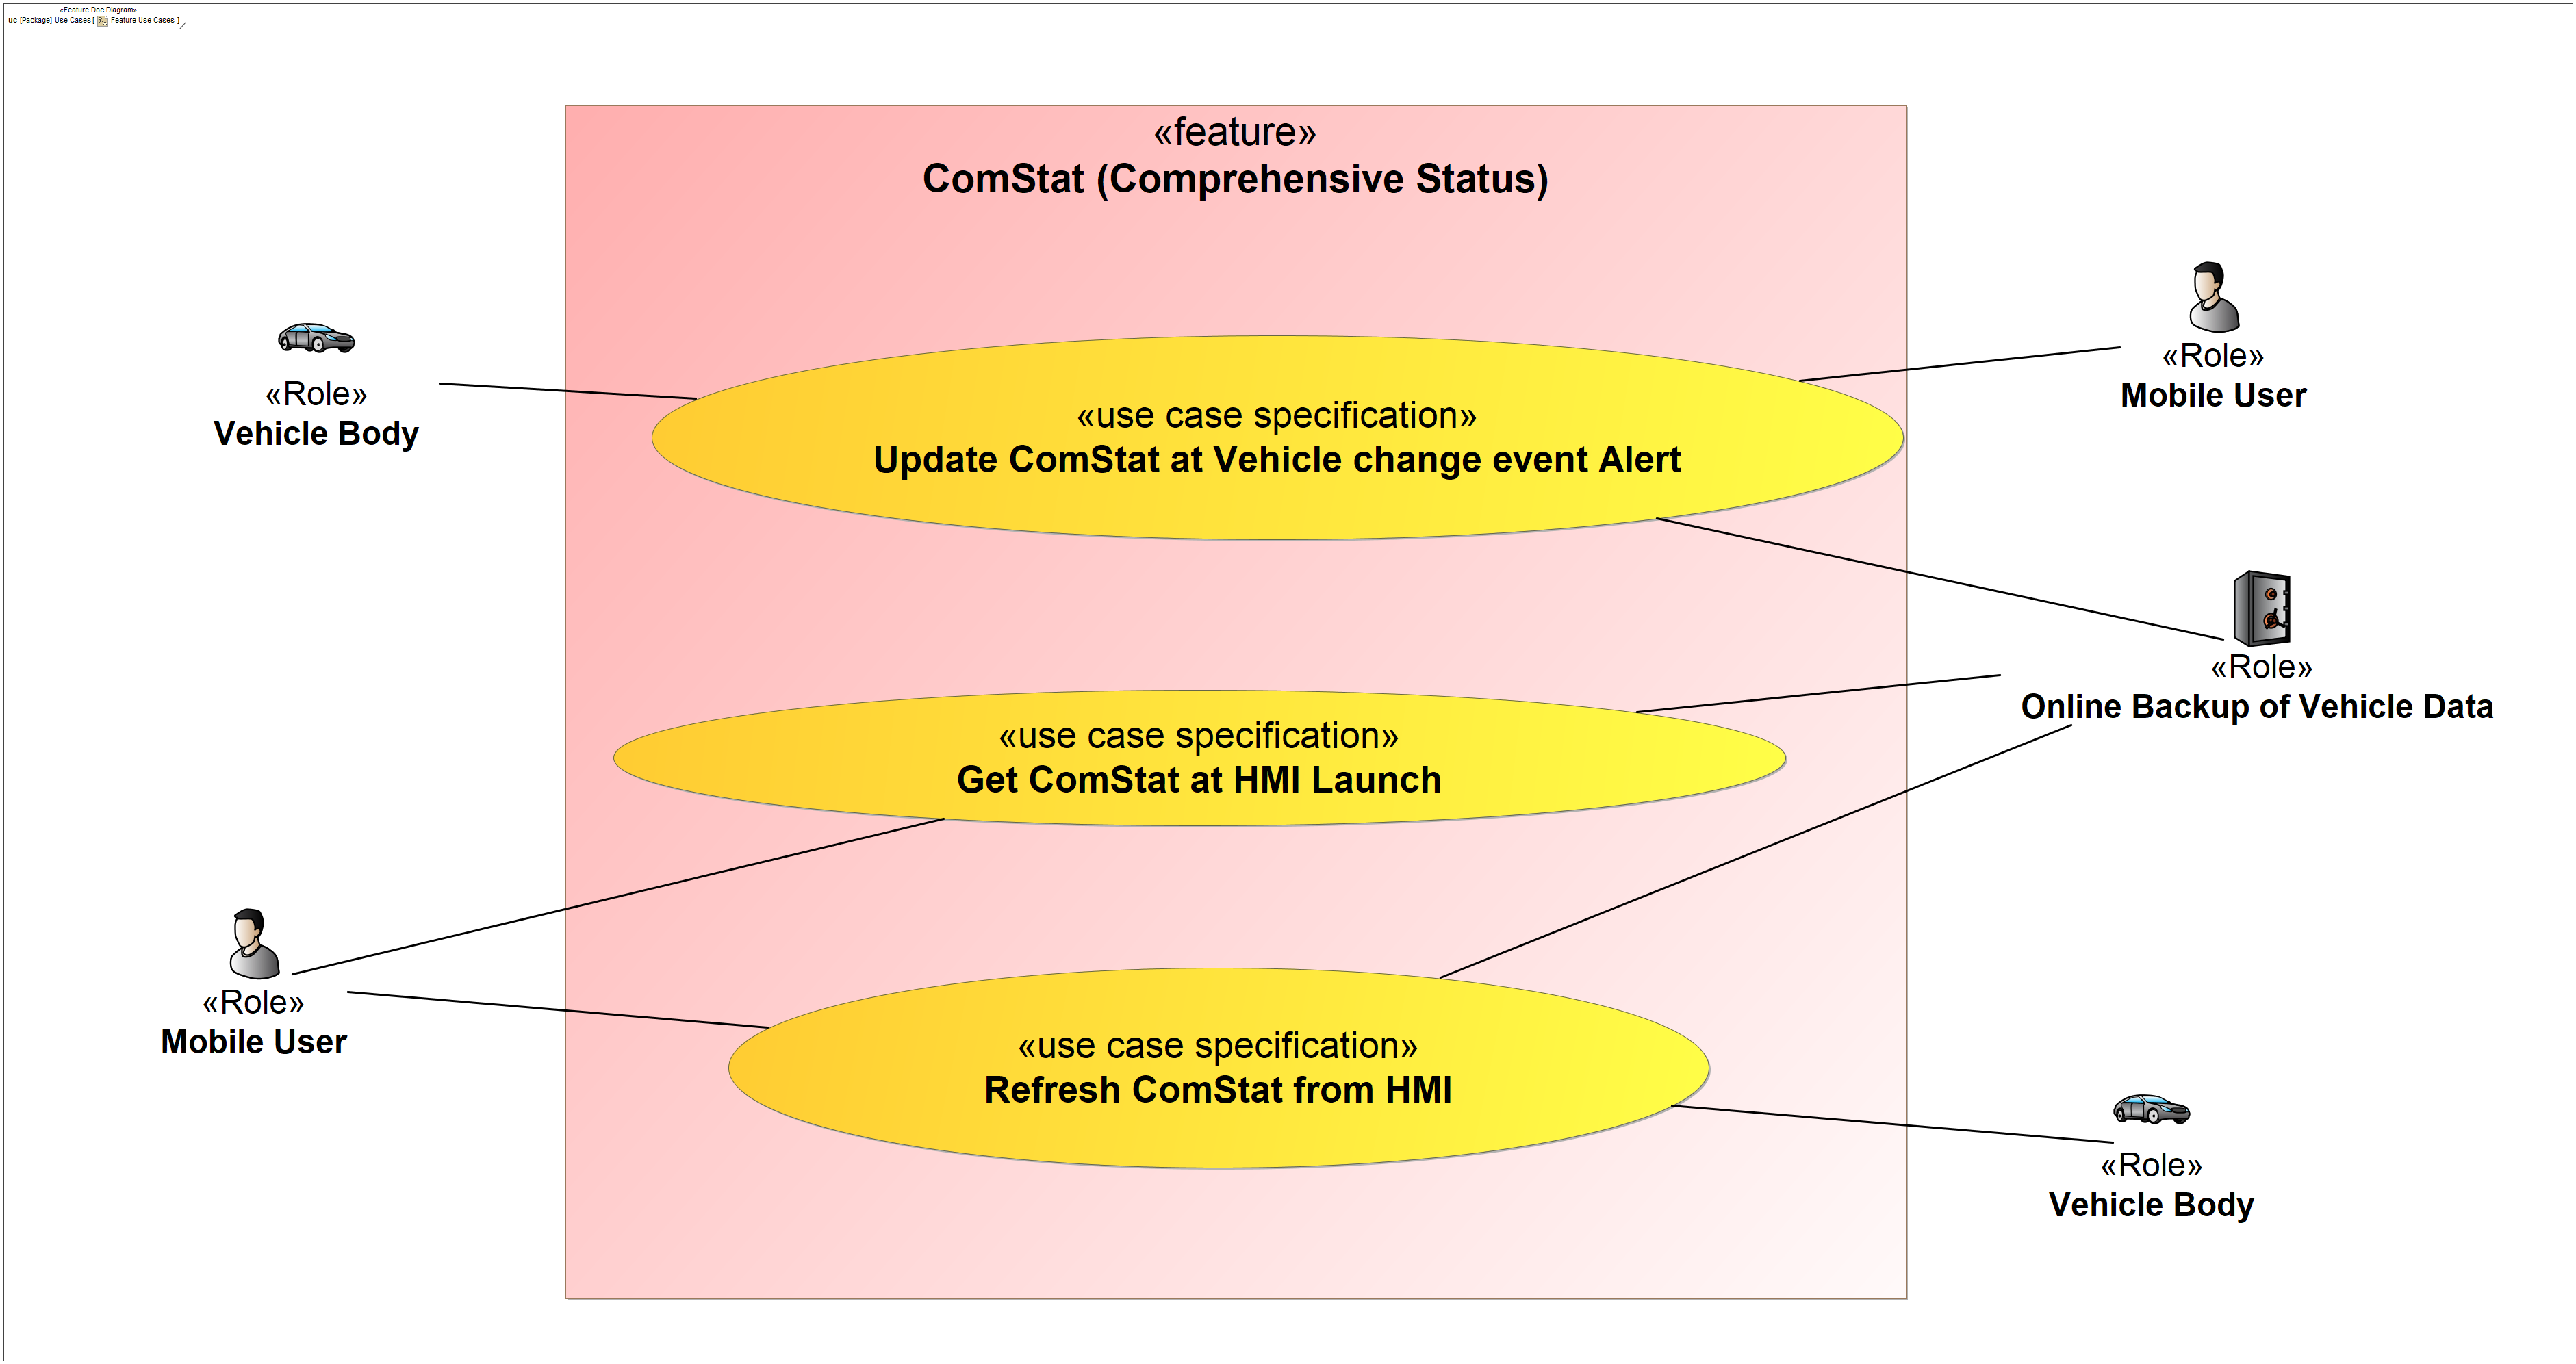 «Feature Doc Diagram»
uc [Package] Use Cases [ Feature Use Cases ]
«feature»
ComStat (Comprehensive Status)
«Role»
Vehicle Body
«use case specification»
Update ComStat at Vehicle change event Alert
«Role»
Mobile User
«Role»
Online Backup of Vehicle Data
«use case specification»
Get ComStat at HMI Launch
«Role»
Mobile User
«use case specification»
Refresh ComStat from HMI
«Role»
Vehicle Body